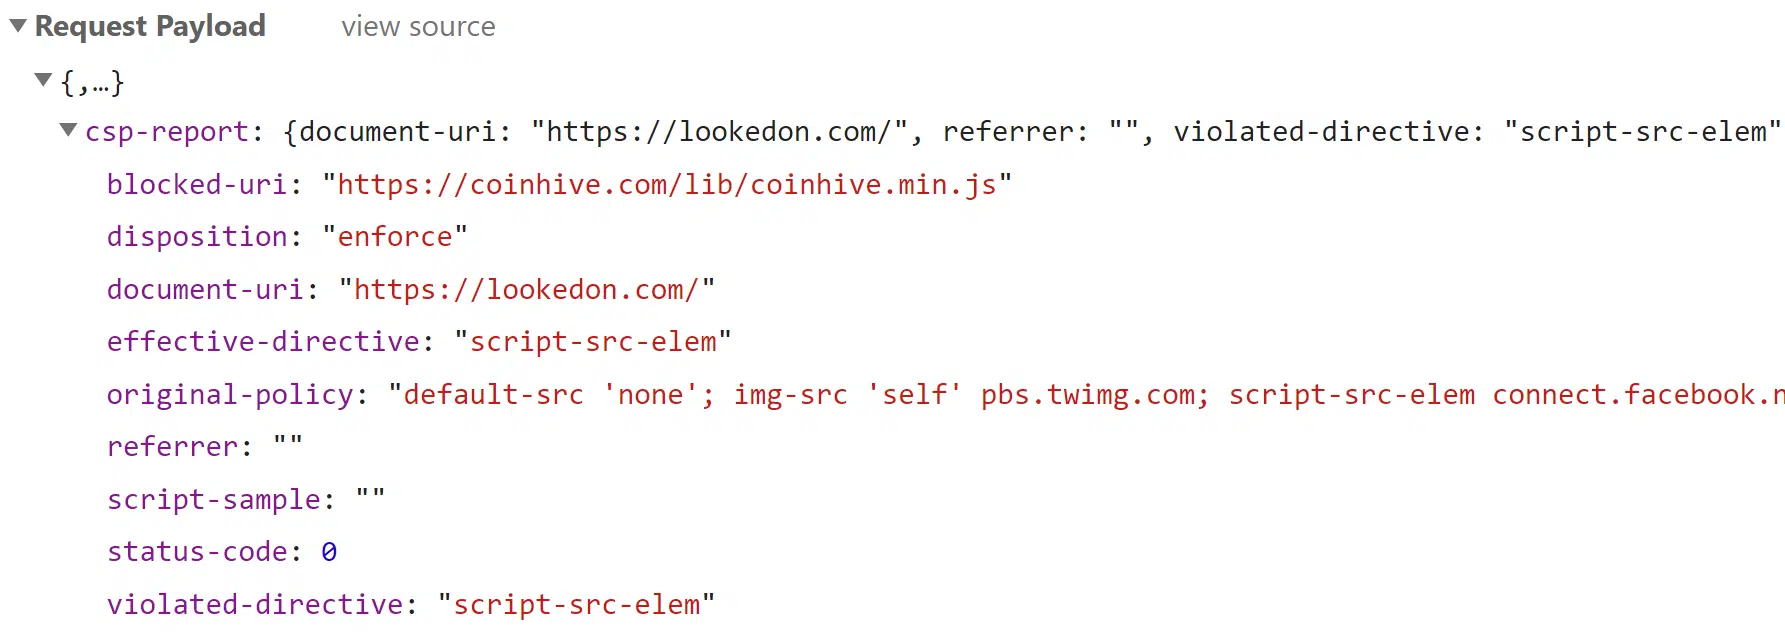 Request Payload view source
{,…}
csp-report: {document-uri: "https://lookedon.com/", referrer: "", violated-directive: "script-src-elem"
blocked-uri: "https://coinhive.com/lib/coinhive.min.js"
disposition: "enforce"
document-uri: "https://lookedon.com/"
effective-directive: "script-src-elem"
original-policy: "default-src 'none'; img-src 'self' pbs.twimg.com; script-src-elem connect.facebook.n
referrer: ""
script-sample: ""
status-code: 0
violated-directive: "script-src-elem"